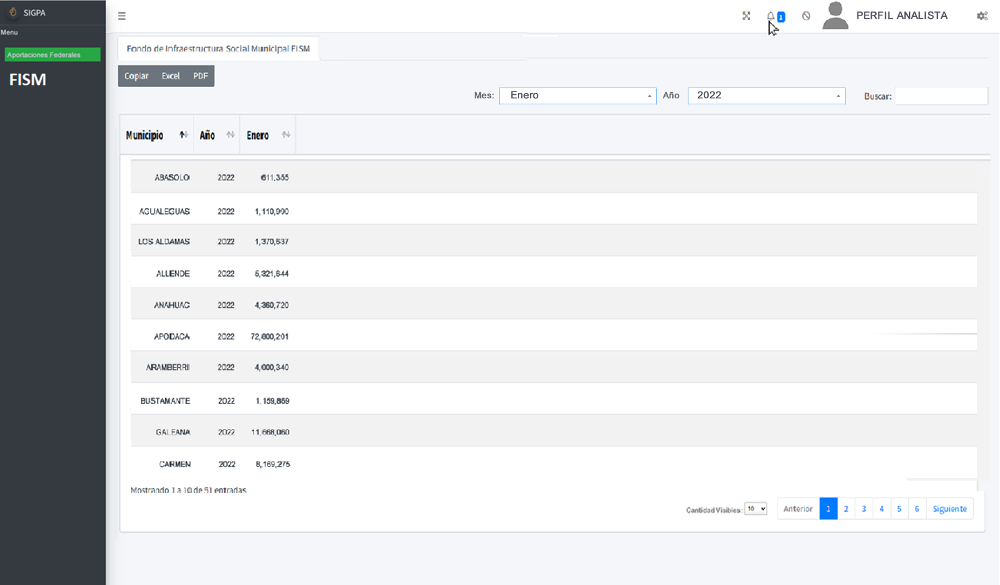 SIGPA
1
PERFIL ANALISTA
Menu
Aportaciones Federales
FISM
Fondo de Infraestructura Social Municipal FISM
Copiar Excel PDF
Mes: Enero Año 2022 Buscar:
Municipio Año Enero
ABASOLO 2022 611,355
AGUALEGUAS 2022 1,110,990
LOS ALDAMAS 2022 1,370,637
ALLENDE 2022 5,321,644
ANAHUAC 2022 4,360,720
APODACA 2022 72,800,201
ARAMBERRI 2022 4,000,340
BUSTAMANTE 2022 1,159,869
GALEANA 2022 11,668,060
CARMEN 2022 8,169,275
Mostrando 1 a 10 de 51 entradas
Cantidad Visibles: 10 Anterior 1 2 3 4 5 6 Siguiente